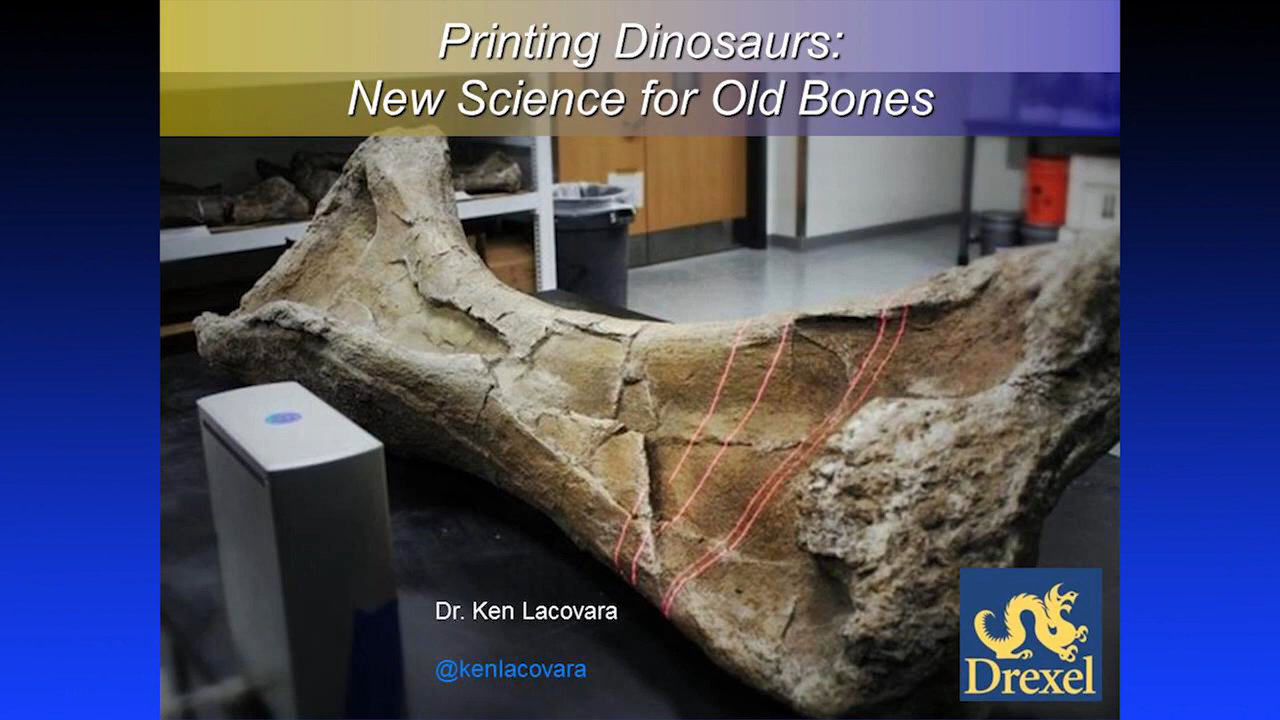 Printing Dinosaurs:
New Science for Old Bones
Dr. Ken Lacovara
@kenlacovara
Drexel